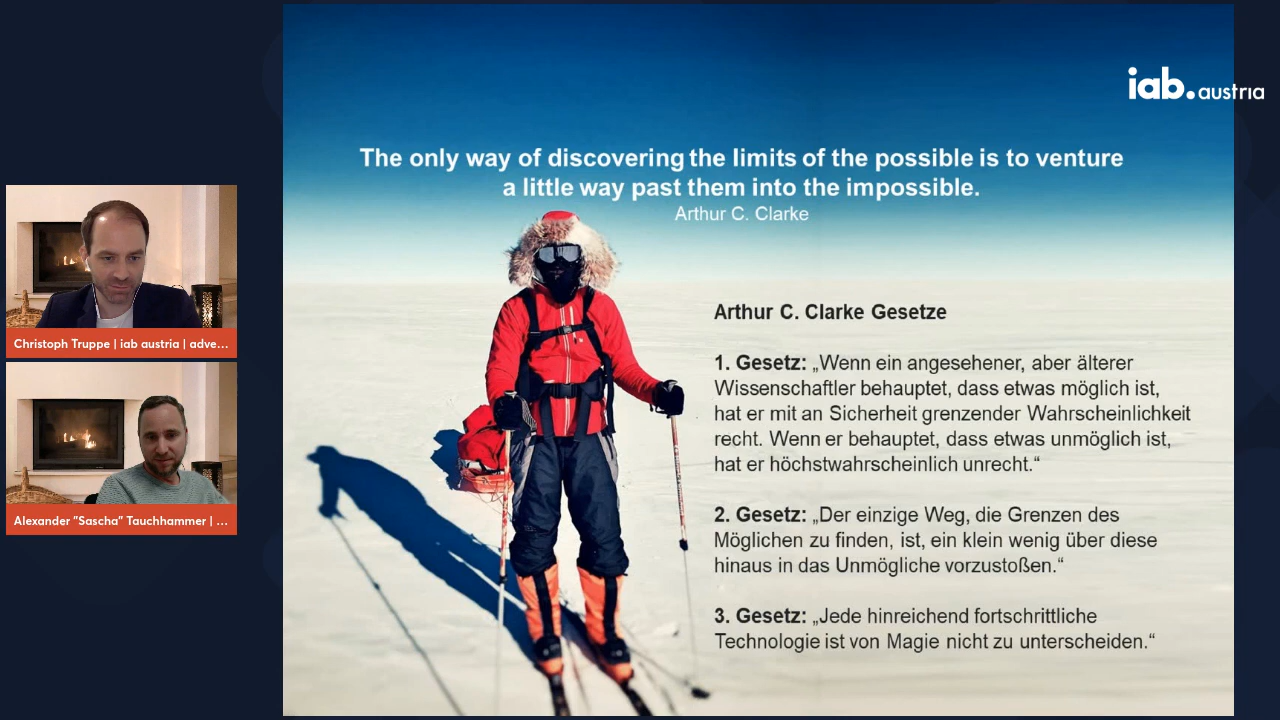 iab.austria
The only way of discovering the limits of the possible is to venture
a little way past them into the impossible.
Arthur C. Clarke
Arthur C. Clarke Gesetze
1. Gesetz: „Wenn ein angesehener, aber älterer
Wissenschaftler behauptet, dass etwas möglich ist,
hat er mit an Sicherheit grenzender Wahrscheinlichkeit
recht. Wenn er behauptet, dass etwas unmöglich ist,
hat er höchstwahrscheinlich unrecht.“
2. Gesetz: „Der einzige Weg, die Grenzen des
Möglichen zu finden, ist, ein klein wenig über diese
hinaus in das Unmögliche vorzustoßen.“
3. Gesetz: „Jede hinreichend fortschrittliche
Technologie ist von Magie nicht zu unterscheiden.“
Christoph Truppe | iab austria | adve...
Alexander "Sascha" Tauchhammer | ...